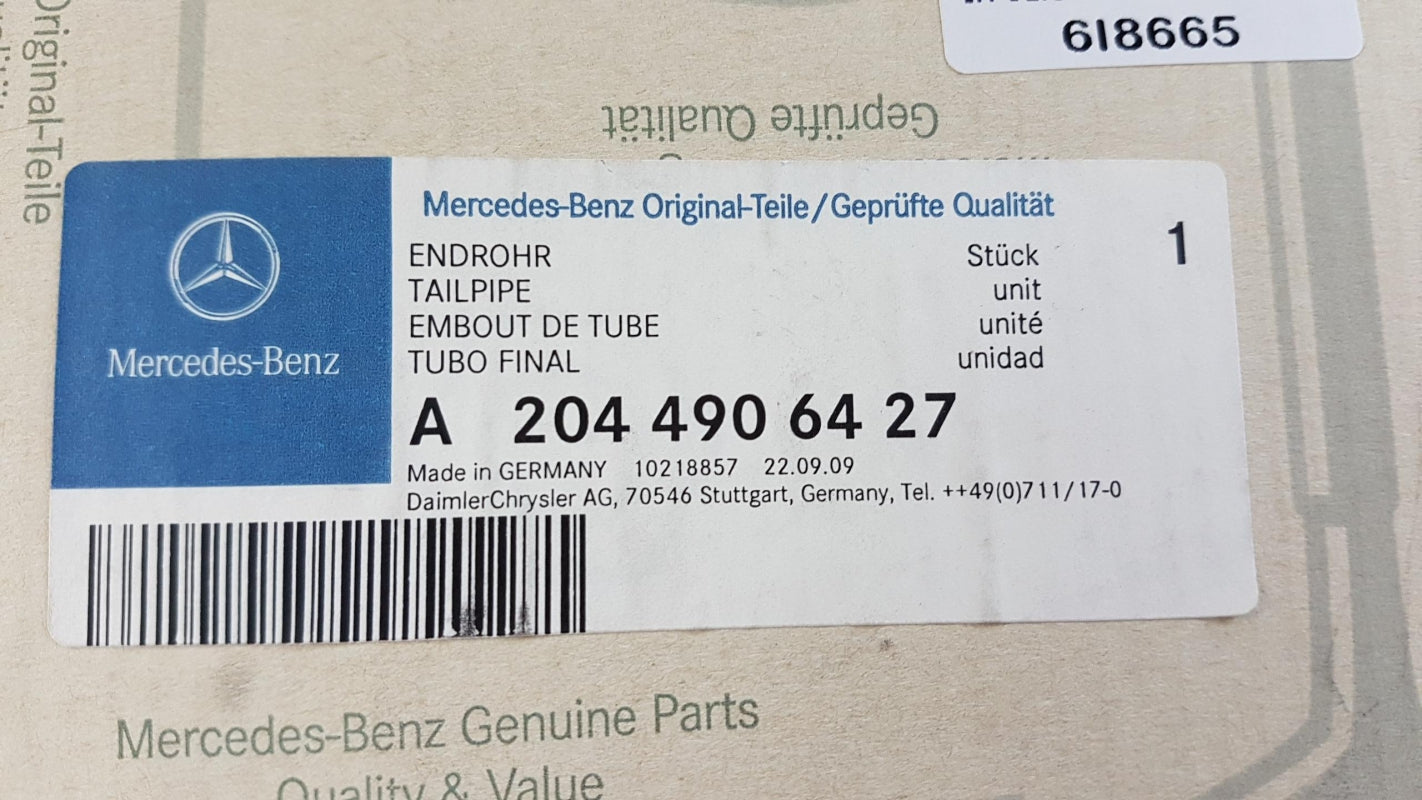 618665
Geprüfte Qualität
Original-Teile
Mercedes-Benz
Mercedes-Benz Original-Teile/Geprüfte Qualität
1
ENDROHR Stück
TAILPIPE unit
EMBOUT DE TUBE unité
TUBO FINAL unidad
A 204 490 64 27
Made in GERMANY 10218857 22.09.09
DaimlerChrysler AG, 70546 Stuttgart, Germany, Tel. ++49(0)711/17-0
Mercedes-Benz Genuine Parts
Quality & Value